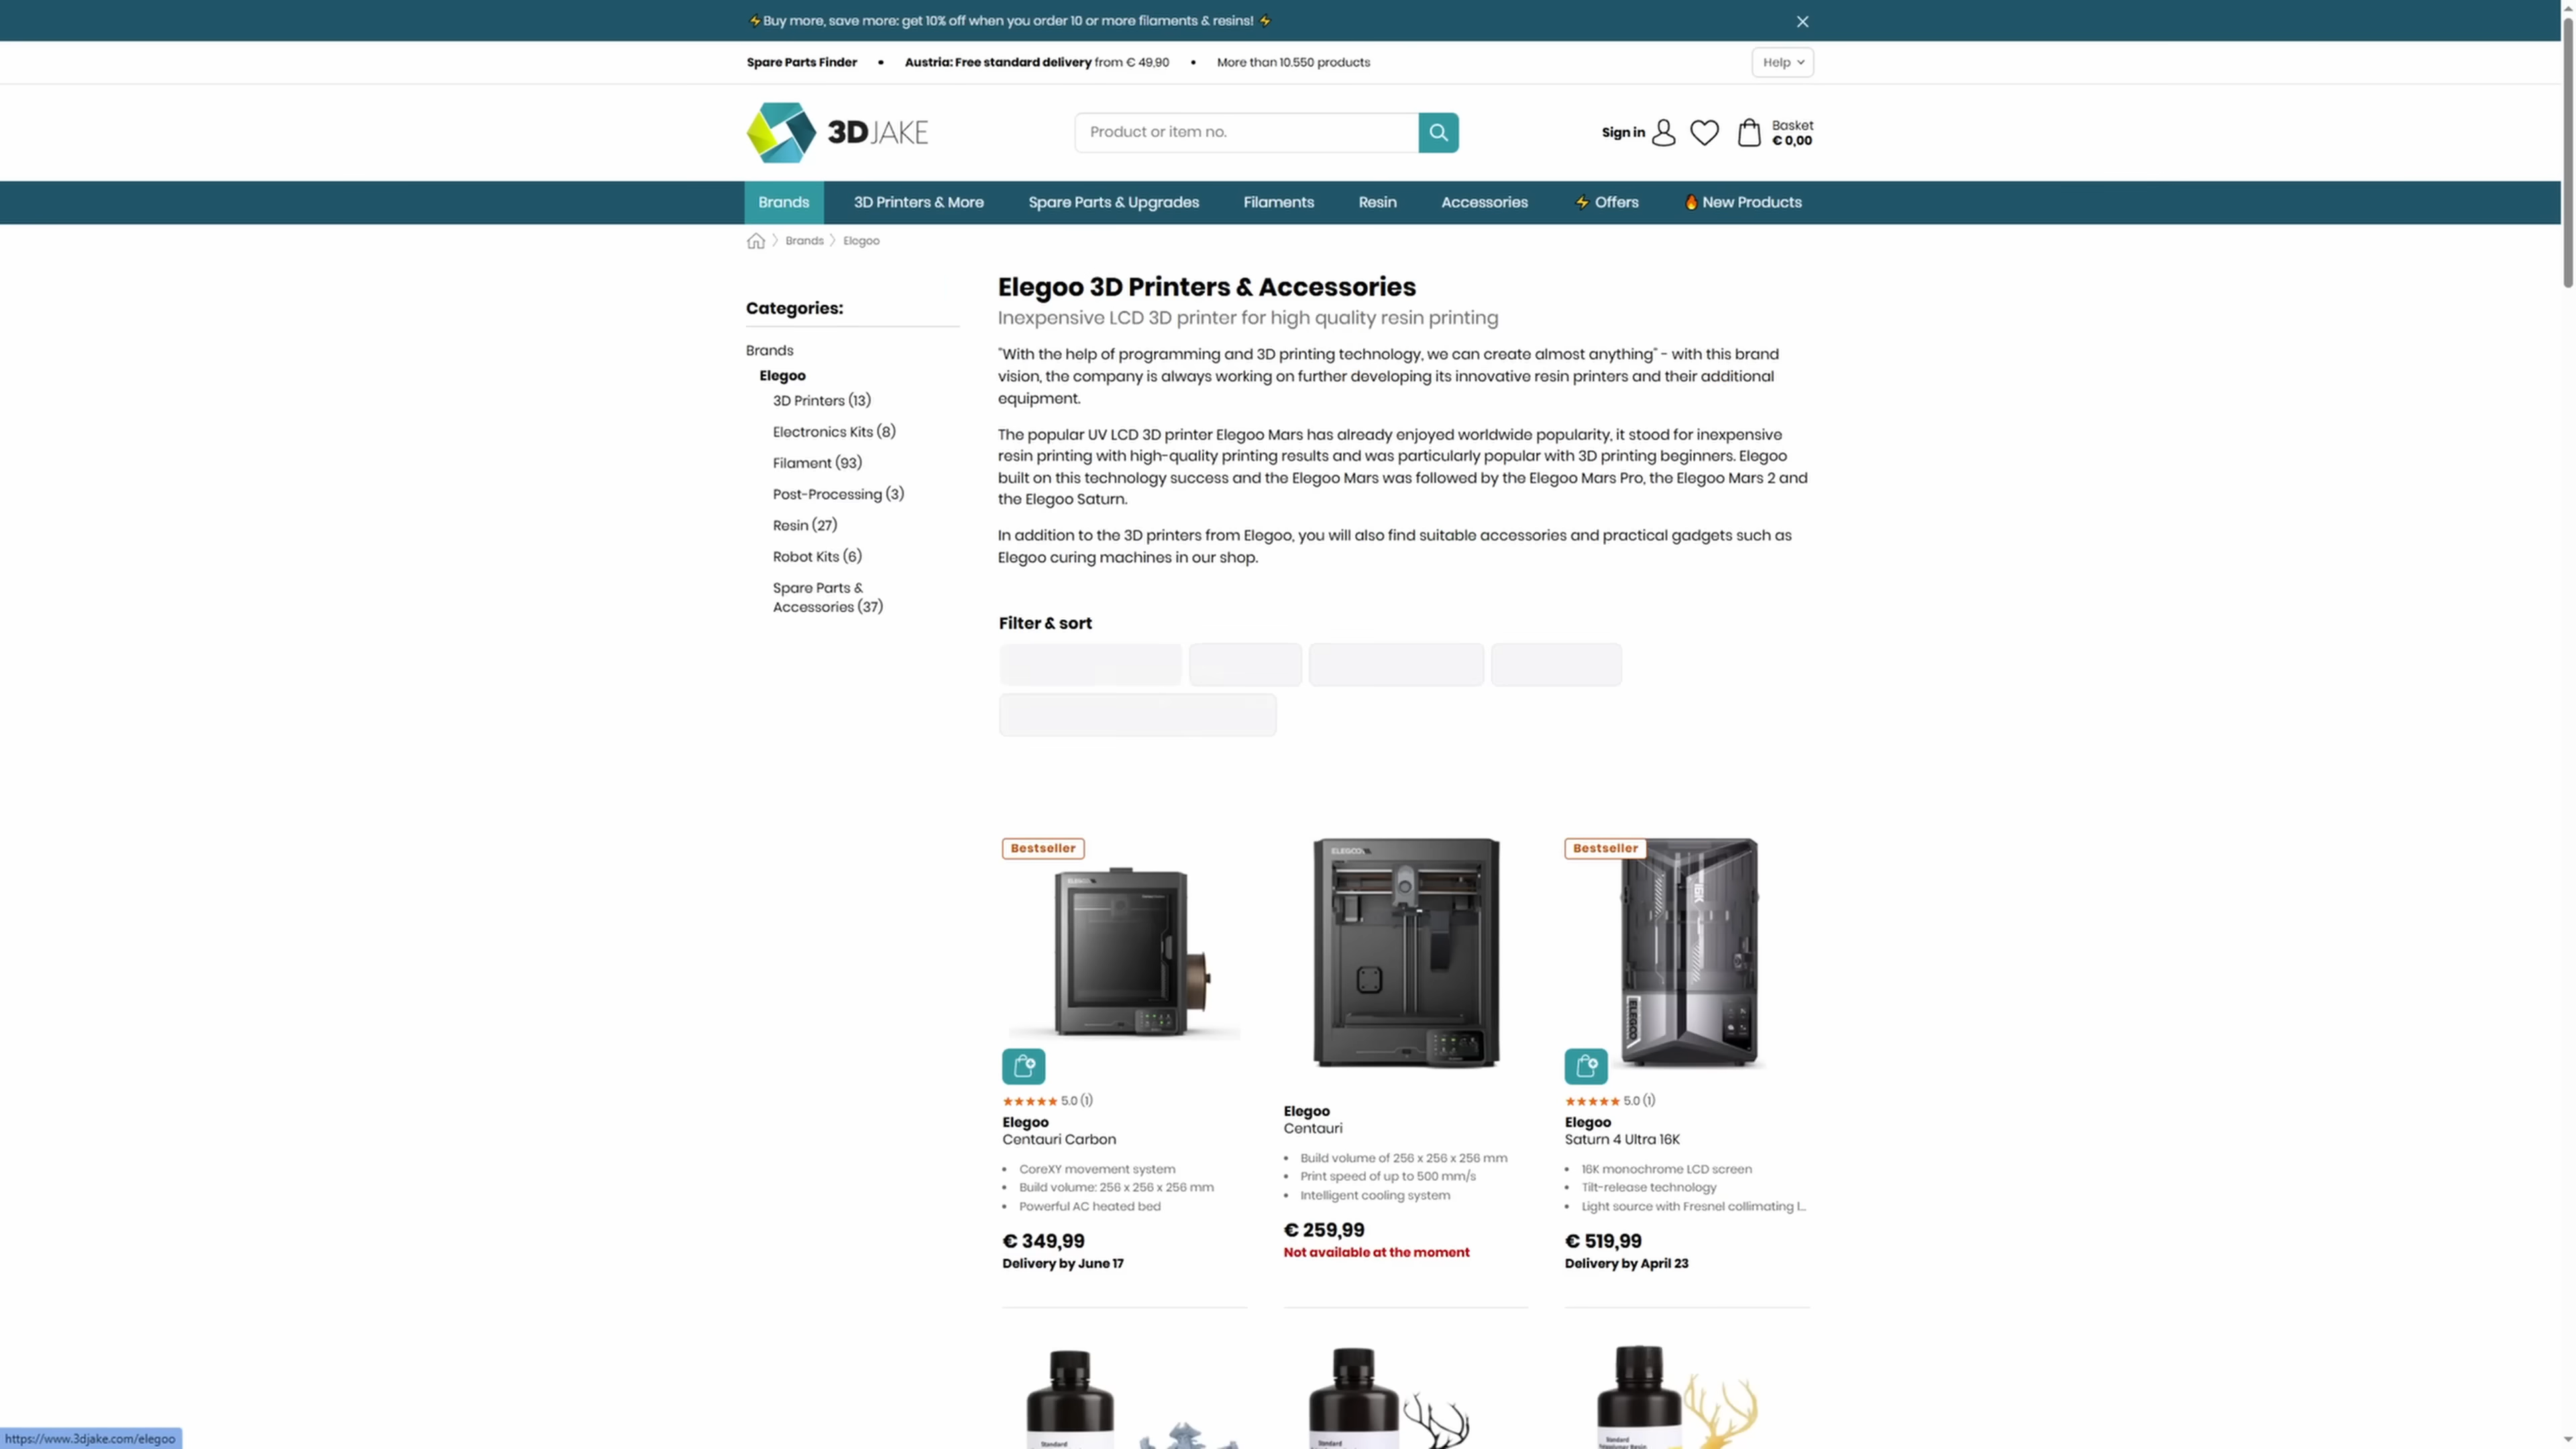 ⚡Buy more, save more: get 10% off when you order 10 or more filaments & resins! ⚡
Spare Parts Finder • Austria: Free standard delivery from € 49,90 • More than 10.550 products
Help
3DJAKE
Product or item no.
Sign in
Basket
€ 0,00
Brands
3D Printers & More
Spare Parts & Upgrades
Filaments
Resin
Accessories
⚡ Offers
🔥 New Products
Brands
Elegoo
Categories:
Brands
Elegoo
3D Printers (13)
Electronics Kits (8)
Filament (93)
Post-Processing (3)
Resin (27)
Robot Kits (6)
Spare Parts &
Accessories (37)
Elegoo 3D Printers & Accessories
Inexpensive LCD 3D printer for high quality resin printing
"With the help of programming and 3D printing technology, we can create almost anything" - with this brand
vision, the company is always working on further developing its innovative resin printers and their additional
equipment.
The popular UV LCD 3D printer Elegoo Mars has already enjoyed worldwide popularity, it stood for inexpensive
resin printing with high-quality printing results and was particularly popular with 3D printing beginners. Elegoo
built on this technology success and the Elegoo Mars was followed by the Elegoo Mars Pro, the Elegoo Mars 2 and
the Elegoo Saturn.
In addition to the 3D printers from Elegoo, you will also find suitable accessories and practical gadgets such as
Elegoo curing machines in our shop.
Filter & sort
Bestseller
ELEGOO
★★★★★ 5.0 (1)
Elegoo
Centauri Carbon
• CoreXY movement system
• Build volume: 256 x 256 x 256 mm
• Powerful AC heated bed
€ 349,99
Delivery by June 17
ELEGOO
Elegoo
Centauri
• Build volume of 256 x 256 x 256 mm
• Print speed of up to 500 mm/s
• Intelligent cooling system
€ 259,99
Not available at the moment
Bestseller
16K
ELEGOO
★★★★★ 5.0 (1)
Elegoo
Saturn 4 Ultra 16K
• 16K monochrome LCD screen
• Tilt-release technology
• Light source with Fresnel collimating l...
€ 519,99
Delivery by April 23
Standard
Standard
Standard
Photopolymer Resin
https://www.3djake.com/elegoo